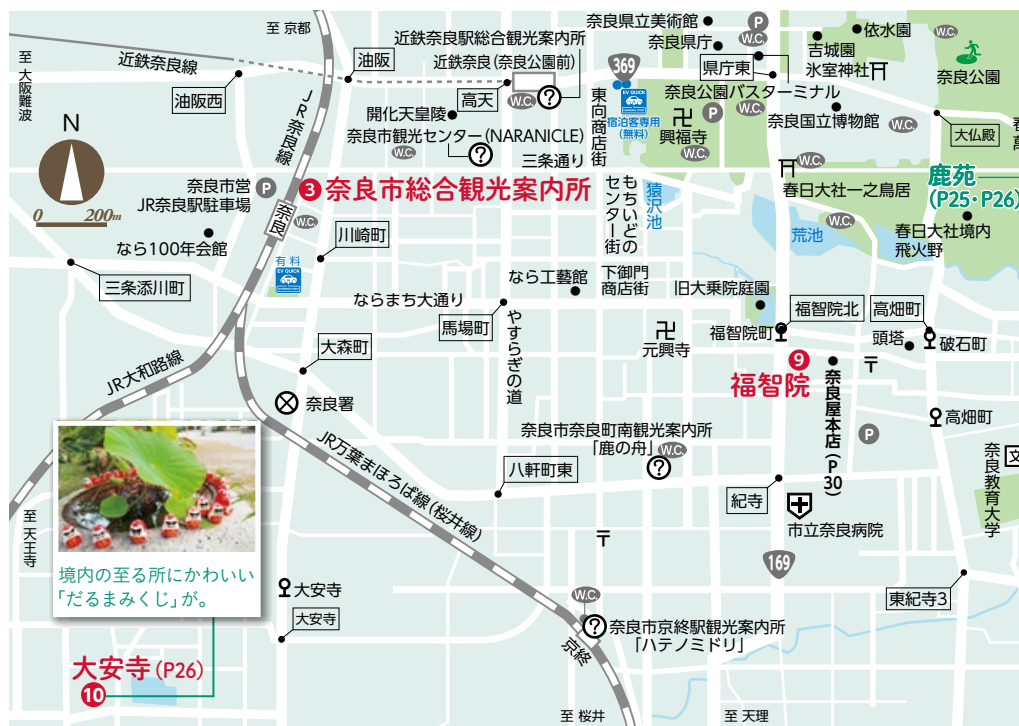 至 京都
近鉄奈良駅総合観光案内所
近鉄奈良(奈良公園前)
近鉄奈良線
至 大阪難波
油阪
油阪西
高天
W.C.
?
開化天皇陵
奈良市観光センター(NARANICLE)
?
W.C.
三条通り
JR奈良線
東向商店街
369
EV QUICK
宿泊客専用
(無料)
奈良県立美術館
P
W.C.
奈良県庁
県庁東
奈良公園バスターミナル
依水園
吉城園
氷室神社
W.C.
奈良公園
興福寺
P
W.C.
奈良国立博物館
W.C.
大仏殿
春
W.C.
春日大社一之鳥居
鹿苑
(P25・P26)
春日大社境内
飛火野
荒池
W.C.
猿沢池
もちいどの
センター街
N
0 200m
奈良市営
JR奈良駅駐車場
P
3 奈良市総合観光案内所
奈良
W.C.
なら100年会館
川崎町
三条添川町
有料
EV QUICK
ならまち大通り
なら工藝館
下御門
商店街
旧大乗院庭園
福智院北
高畑町
馬場町
やすらぎの道
元興寺
福智院町
頭塔
破石町
大森町
JR大和路線
奈良署
9
福智院
奈良屋本店(P30)
〒
P
高畑町
文
奈良教育大学
奈良市奈良町南観光案内所
「鹿の舟」
W.C.
?
JR万葉まほろば線(桜井線)
八軒町東
紀寺
市立奈良病院
〒
169
東紀寺3
至 天王寺
境内の至る所にかわいい
「だるまみくじ」が。
大安寺
大安寺
W.C.
?
奈良市京終駅観光案内所
「ハテノミドリ」
京終
大安寺(P26)
10
至 桜井
至 天理